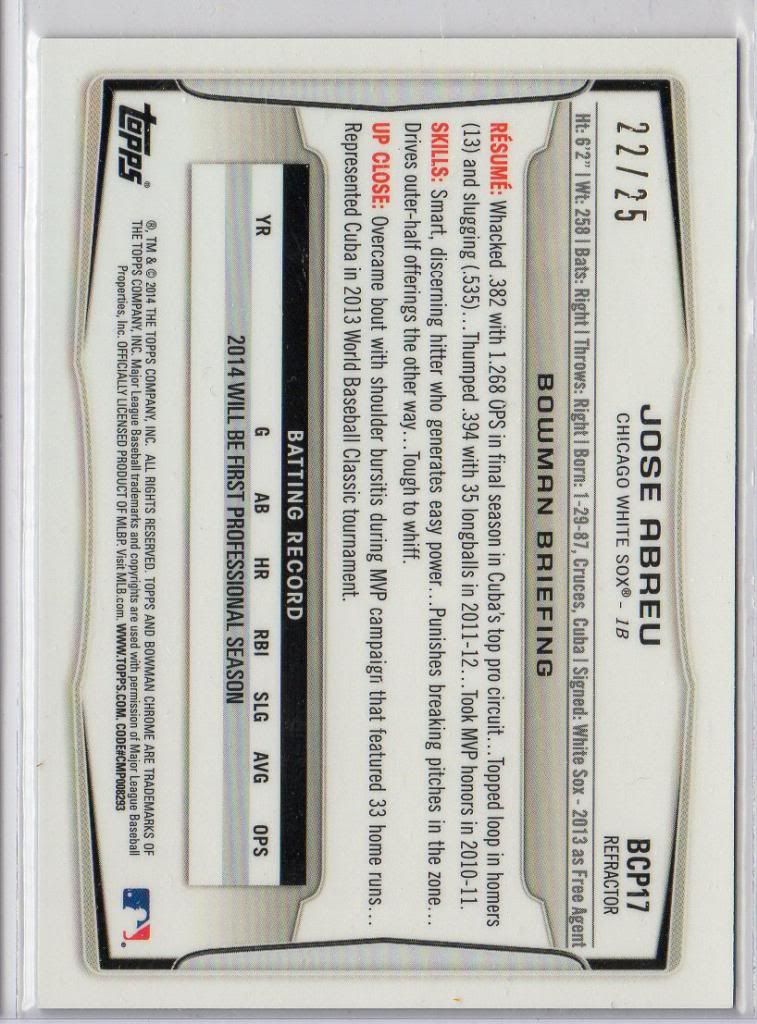 22/25
JOSE ABREU
CHICAGO WHITE SOX® - 1B
BCP17
REFRACTOR
Ht: 6'2" | Wt: 258 | Bats: Right | Throws: Right | Born: 1-29-87, Cruces, Cuba | Signed: White Sox - 2013 as Free Agent
BOWMAN BRIEFING
RÉSUMÉ: Whacked .382 with 1.268 OPS in final season in Cuba's top pro circuit...Topped loop in homers
(13) and slugging (.535)...Thumped .394 with 35 longballs in 2011-12...Took MVP honors in 2010-11.
SKILLS: Smart, discerning hitter who generates easy power...Punishes breaking pitches in the zone...
Drives outer-half offerings the other way...Tough to whiff.
UP CLOSE: Overcame bout with shoulder bursitis during MVP campaign that featured 33 home runs...
Represented Cuba in 2013 World Baseball Classic tournament.
BATTING RECORD
YR G AB HR RBI SLG AVG OPS
2014 WILL BE FIRST PROFESSIONAL SEASON
topps®
®, TM & © 2014 THE TOPPS COMPANY, INC. ALL RIGHTS RESERVED. TOPPS AND BOWMAN CHROME ARE TRADEMARKS OF
THE TOPPS COMPANY, INC. Major League Baseball trademarks and copyrights are used with permission of Major League Baseball
Properties, Inc. OFFICIALLY LICENSED PRODUCT OF MLBP. Visit MLB.com. WWW.TOPPS.COM. CODE#CMP008293